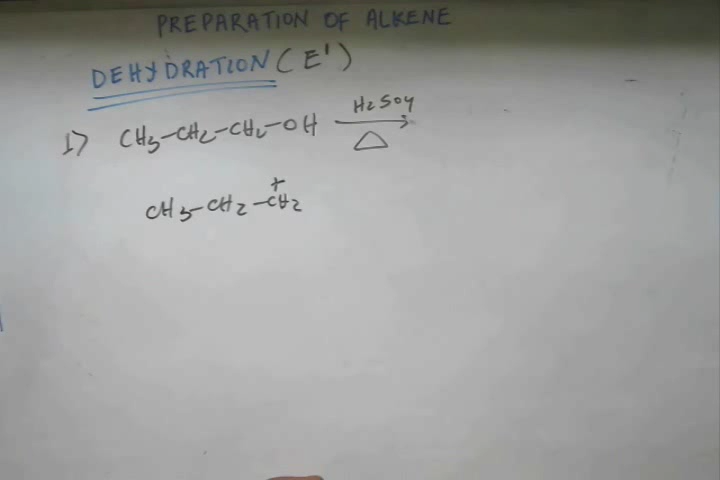 PREPARATION OF ALKENE
DEHYDRATION (E')
1) CH3-CH2-CH2-OH H2SO4 △
CH3-CH2-CH2 +